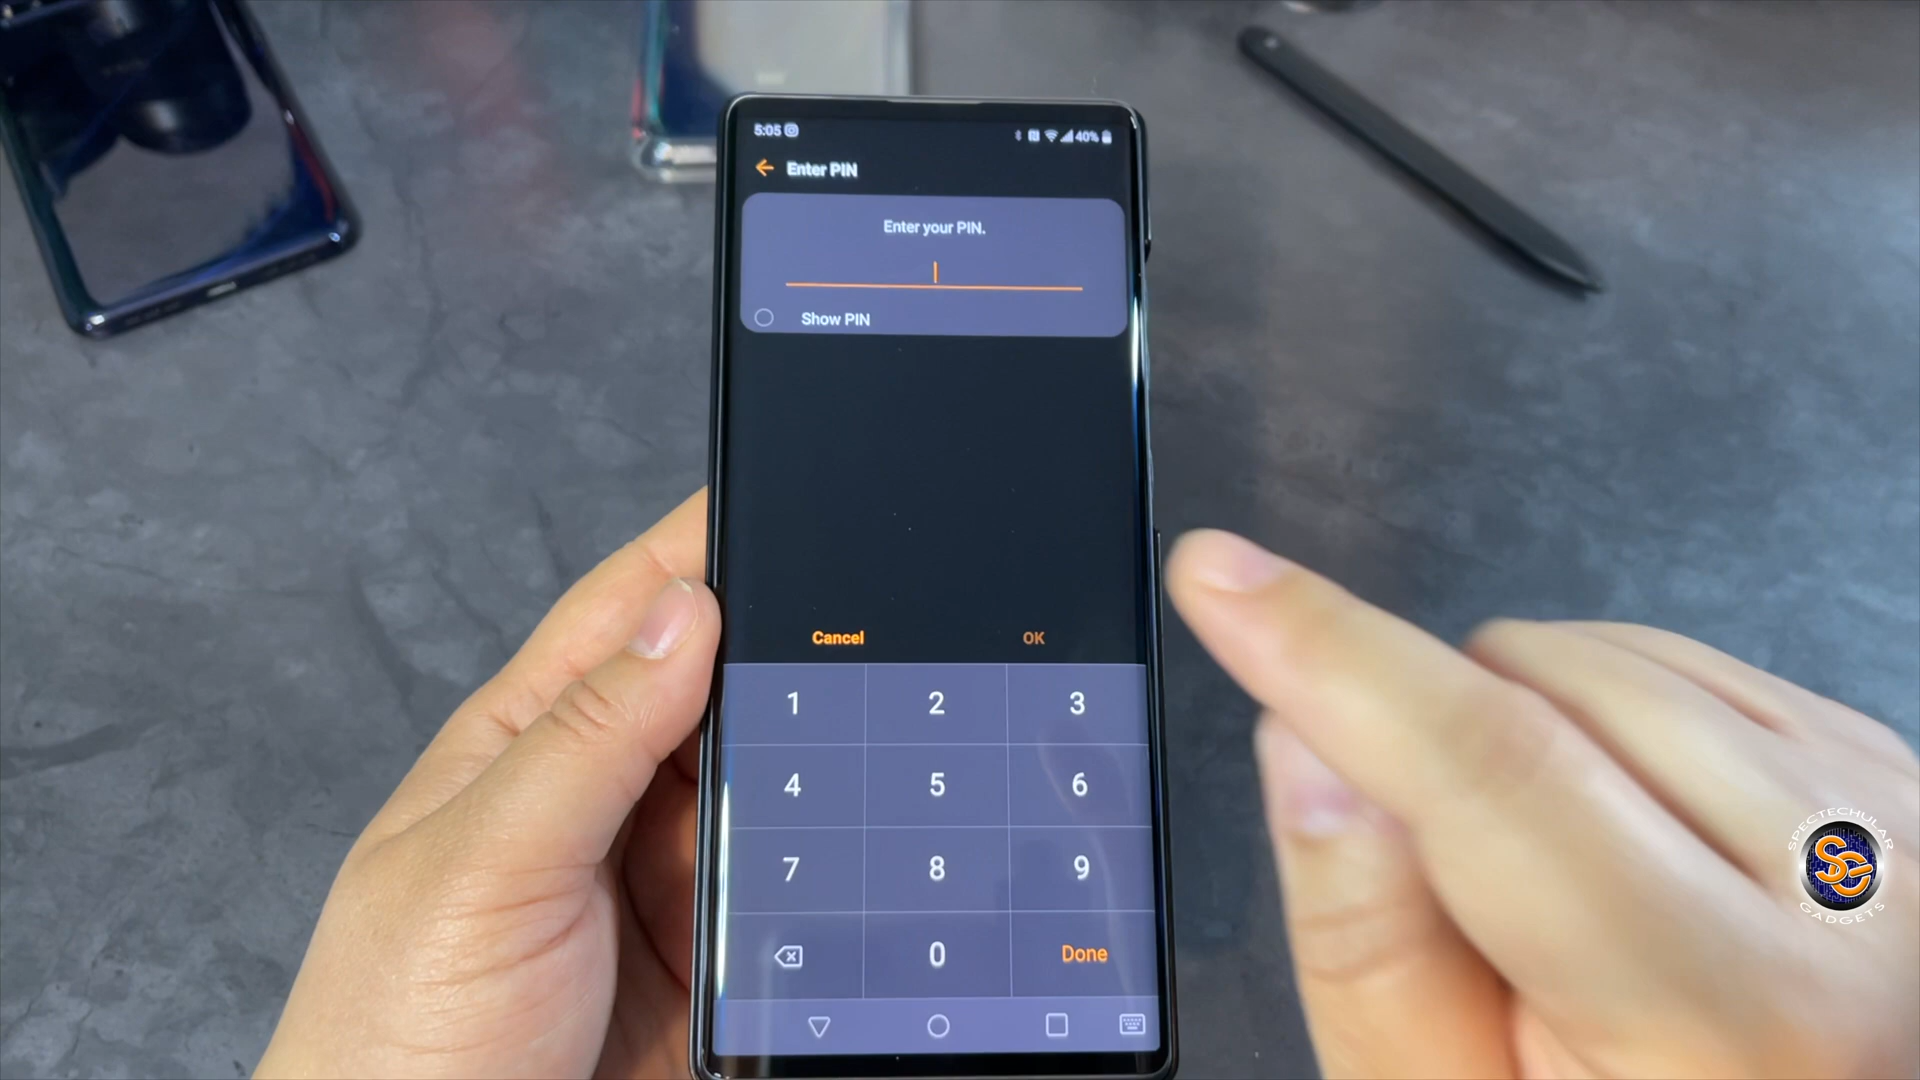 5:05
40%
Enter PIN
Enter your PIN.
Show PIN
Cancel OK
1 2 3
4 5 6
7 8 9
0 Done
SPECTECHULAR
SG
GADGETS